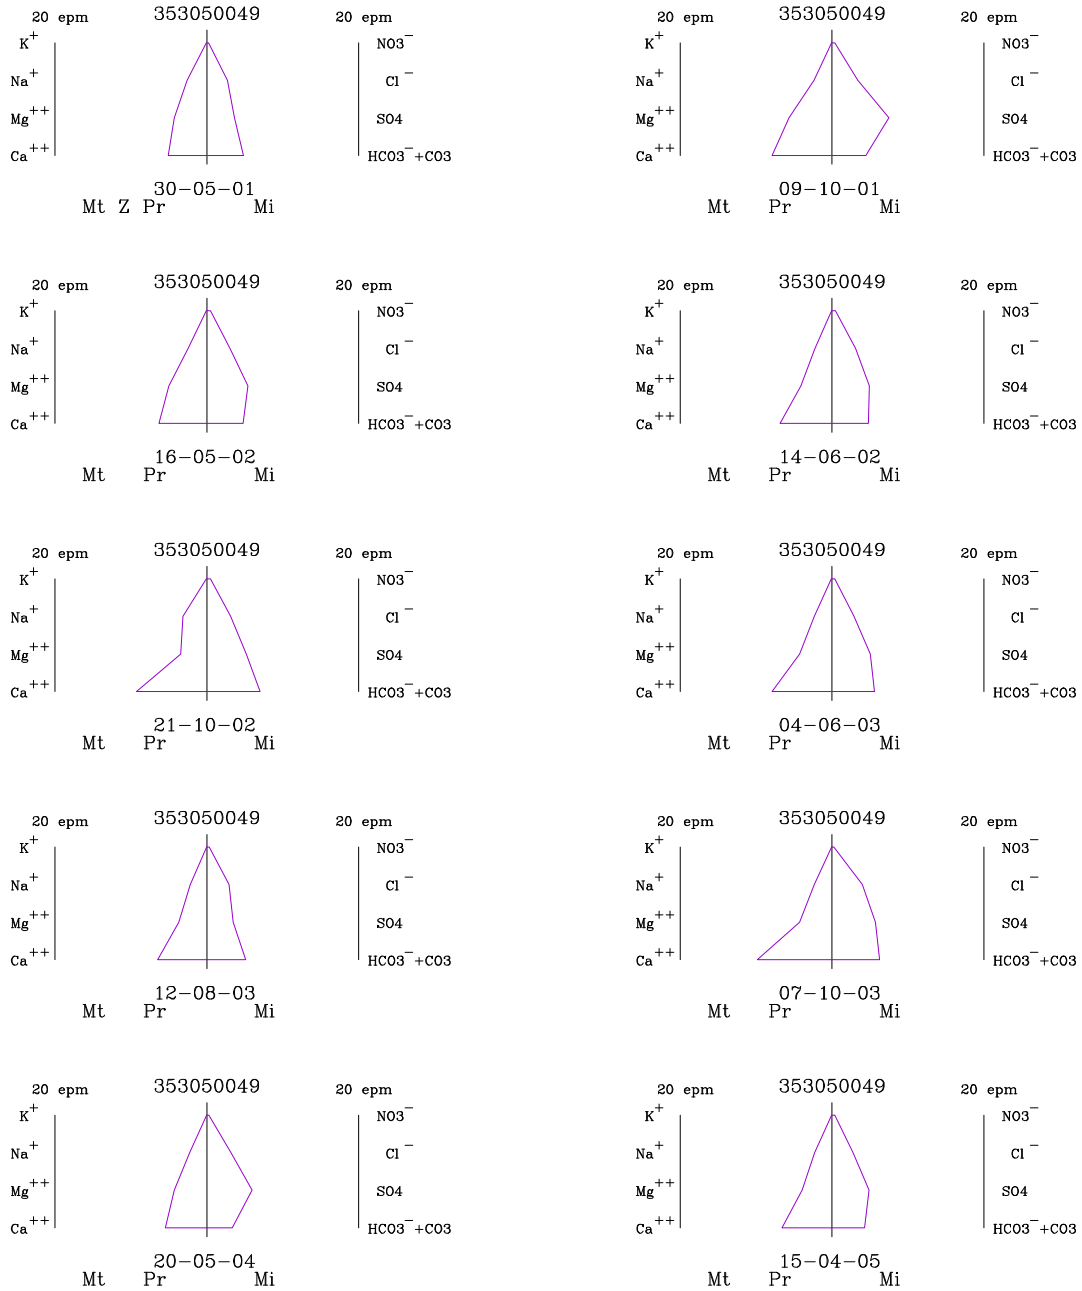 20 epm 353050049 20 epm
K+ NO3−
Na+ Cl−
Mg++ SO4
Ca++ HCO3−+CO3
30-05-01
Mt Z Pr Mi
20 epm 353050049 20 epm
K+ NO3−
Na+ Cl−
Mg++ SO4
Ca++ HCO3−+CO3
09-10-01
Mt Pr Mi
20 epm 353050049 20 epm
K+ NO3−
Na+ Cl−
Mg++ SO4
Ca++ HCO3−+CO3
16-05-02
Mt Pr Mi
20 epm 353050049 20 epm
K+ NO3−
Na+ Cl−
Mg++ SO4
Ca++ HCO3−+CO3
14-06-02
Mt Pr Mi
20 epm 353050049 20 epm
K+ NO3−
Na+ Cl−
Mg++ SO4
Ca++ HCO3−+CO3
21-10-02
Mt Pr Mi
20 epm 353050049 20 epm
K+ NO3−
Na+ Cl−
Mg++ SO4
Ca++ HCO3−+CO3
04-06-03
Mt Pr Mi
20 epm 353050049 20 epm
K+ NO3−
Na+ Cl−
Mg++ SO4
Ca++ HCO3−+CO3
12-08-03
Mt Pr Mi
20 epm 353050049 20 epm
K+ NO3−
Na+ Cl−
Mg++ SO4
Ca++ HCO3−+CO3
07-10-03
Mt Pr Mi
20 epm 353050049 20 epm
K+ NO3−
Na+ Cl−
Mg++ SO4
Ca++ HCO3−+CO3
20-05-04
Mt Pr Mi
20 epm 353050049 20 epm
K+ NO3−
Na+ Cl−
Mg++ SO4
Ca++ HCO3−+CO3
15-04-05
Mt Pr Mi